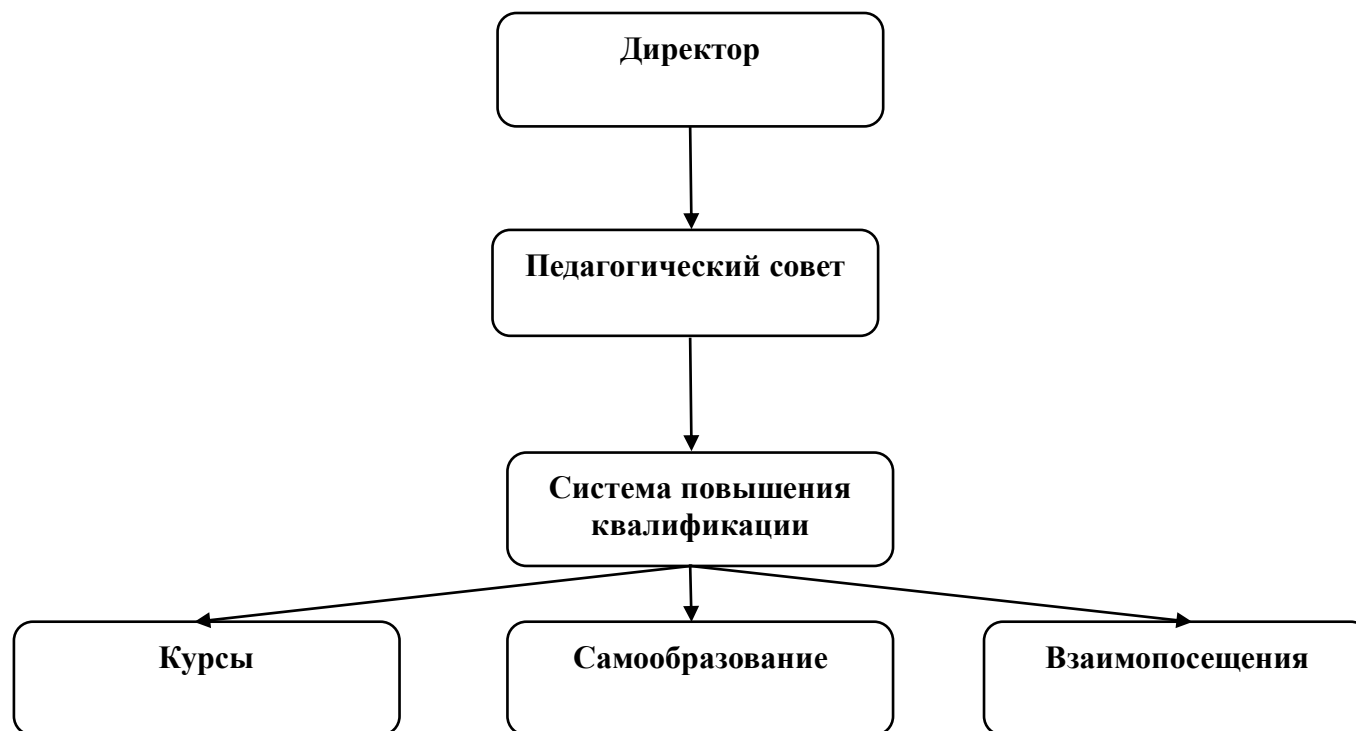 Директор
Педагогический совет
Система повышения
квалификации
Курсы
Самообразование
Взаимопосещения